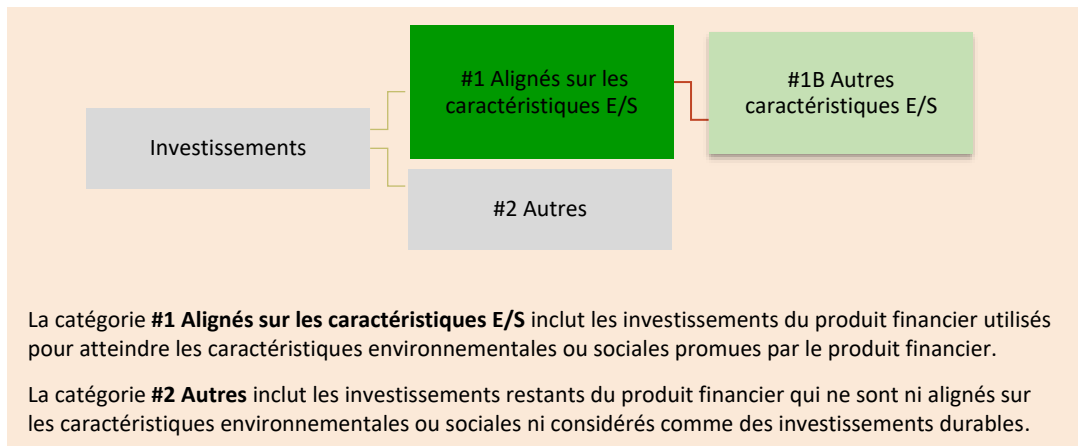 #1 Alignés sur les
caractéristiques E/S
#1B Autres
caractéristiques E/S
Investissements
#2 Autres
La catégorie #1 Alignés sur les caractéristiques E/S inclut les investissements du produit financier utilisés
pour atteindre les caractéristiques environnementales ou sociales promues par le produit financier.
La catégorie #2 Autres inclut les investissements restants du produit financier qui ne sont ni alignés sur
les caractéristiques environnementales ou sociales ni considérés comme des investissements durables.